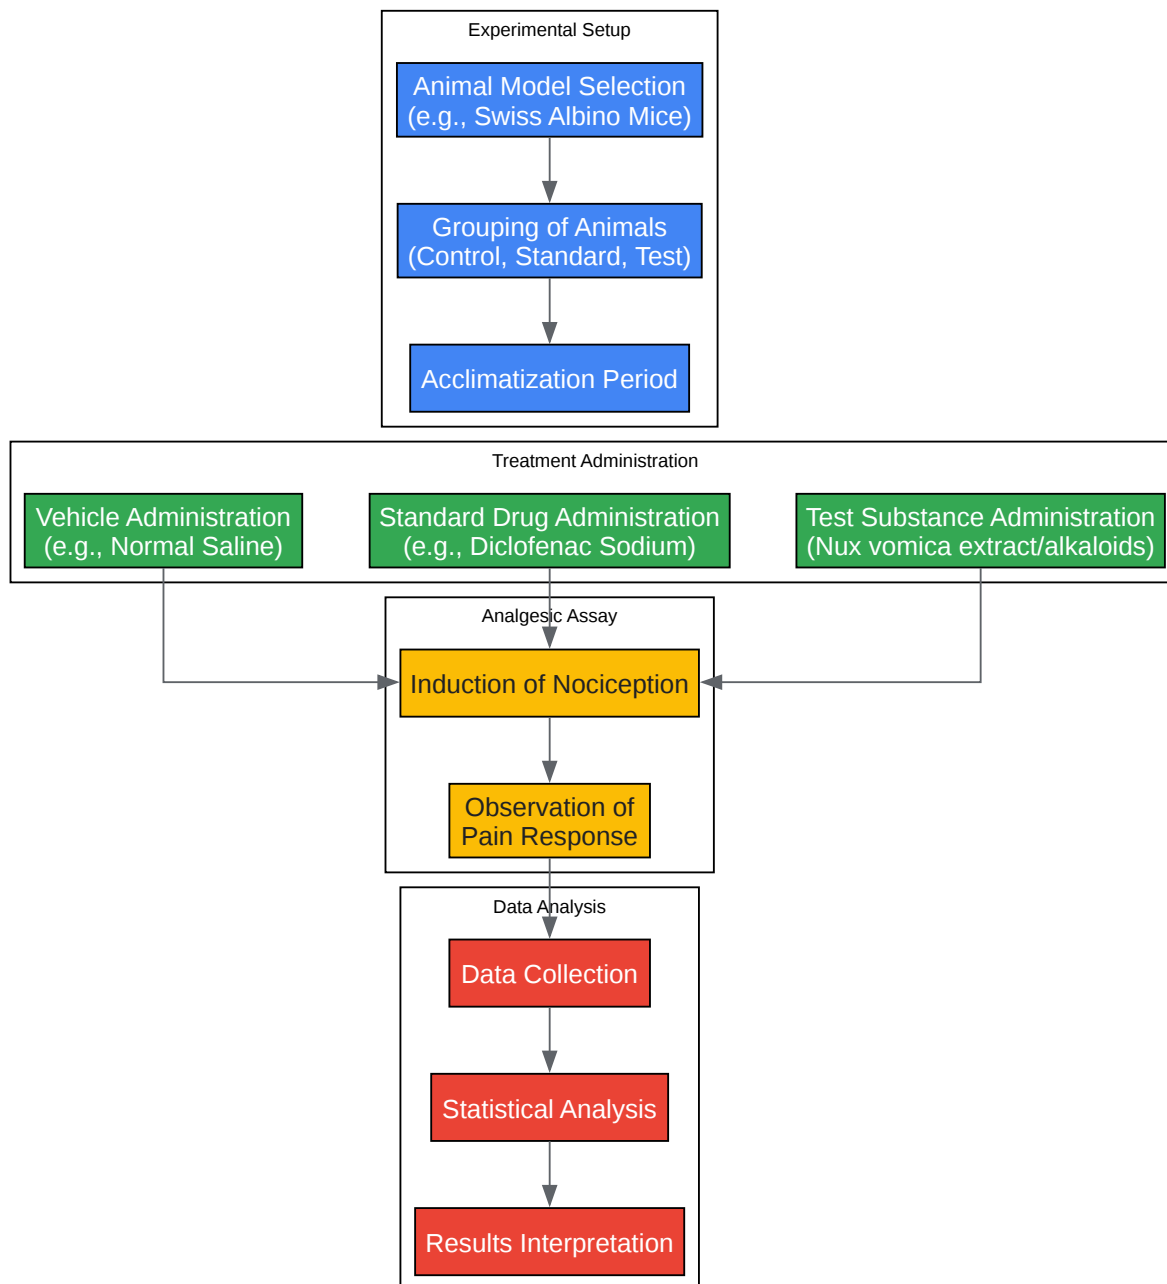 Experimental Setup
Animal Model Selection
(e.g., Swiss Albino Mice)
Grouping of Animals
(Control, Standard, Test)
Acclimatization Period
Treatment Administration
Vehicle Administration
(e.g., Normal Saline)
Standard Drug Administration
(e.g., Diclofenac Sodium)
Test Substance Administration
(Nux vomica extract/alkaloids)
Analgesic Assay
Induction of Nociception
Observation of
Pain Response
Data Analysis
Data Collection
Statistical Analysis
Results Interpretation